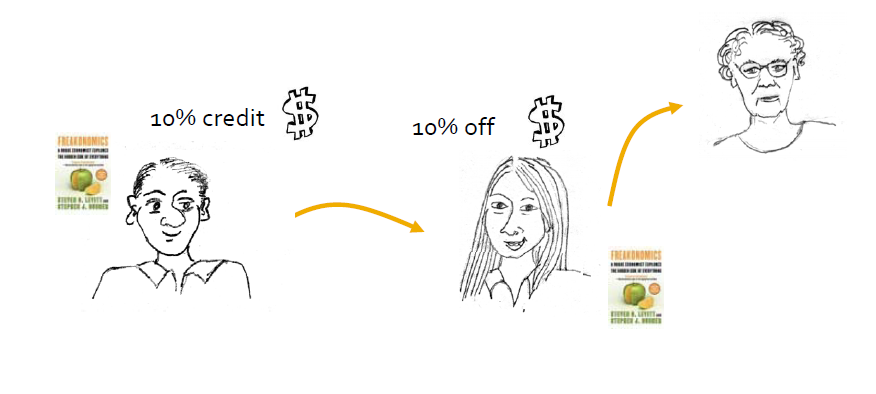 10% credit $
10% off $
FREAKONOMICS
A ROGUE ECONOMIST EXPLORES
THE HIDDEN SIDE OF EVERYTHING
STEVEN D. LEVITT AND
STEPHEN J. DUBNER
FREAKONOMICS
A ROGUE ECONOMIST EXPLORES
THE HIDDEN SIDE OF EVERYTHING
STEVEN D. LEVITT AND
STEPHEN J. DUBNER